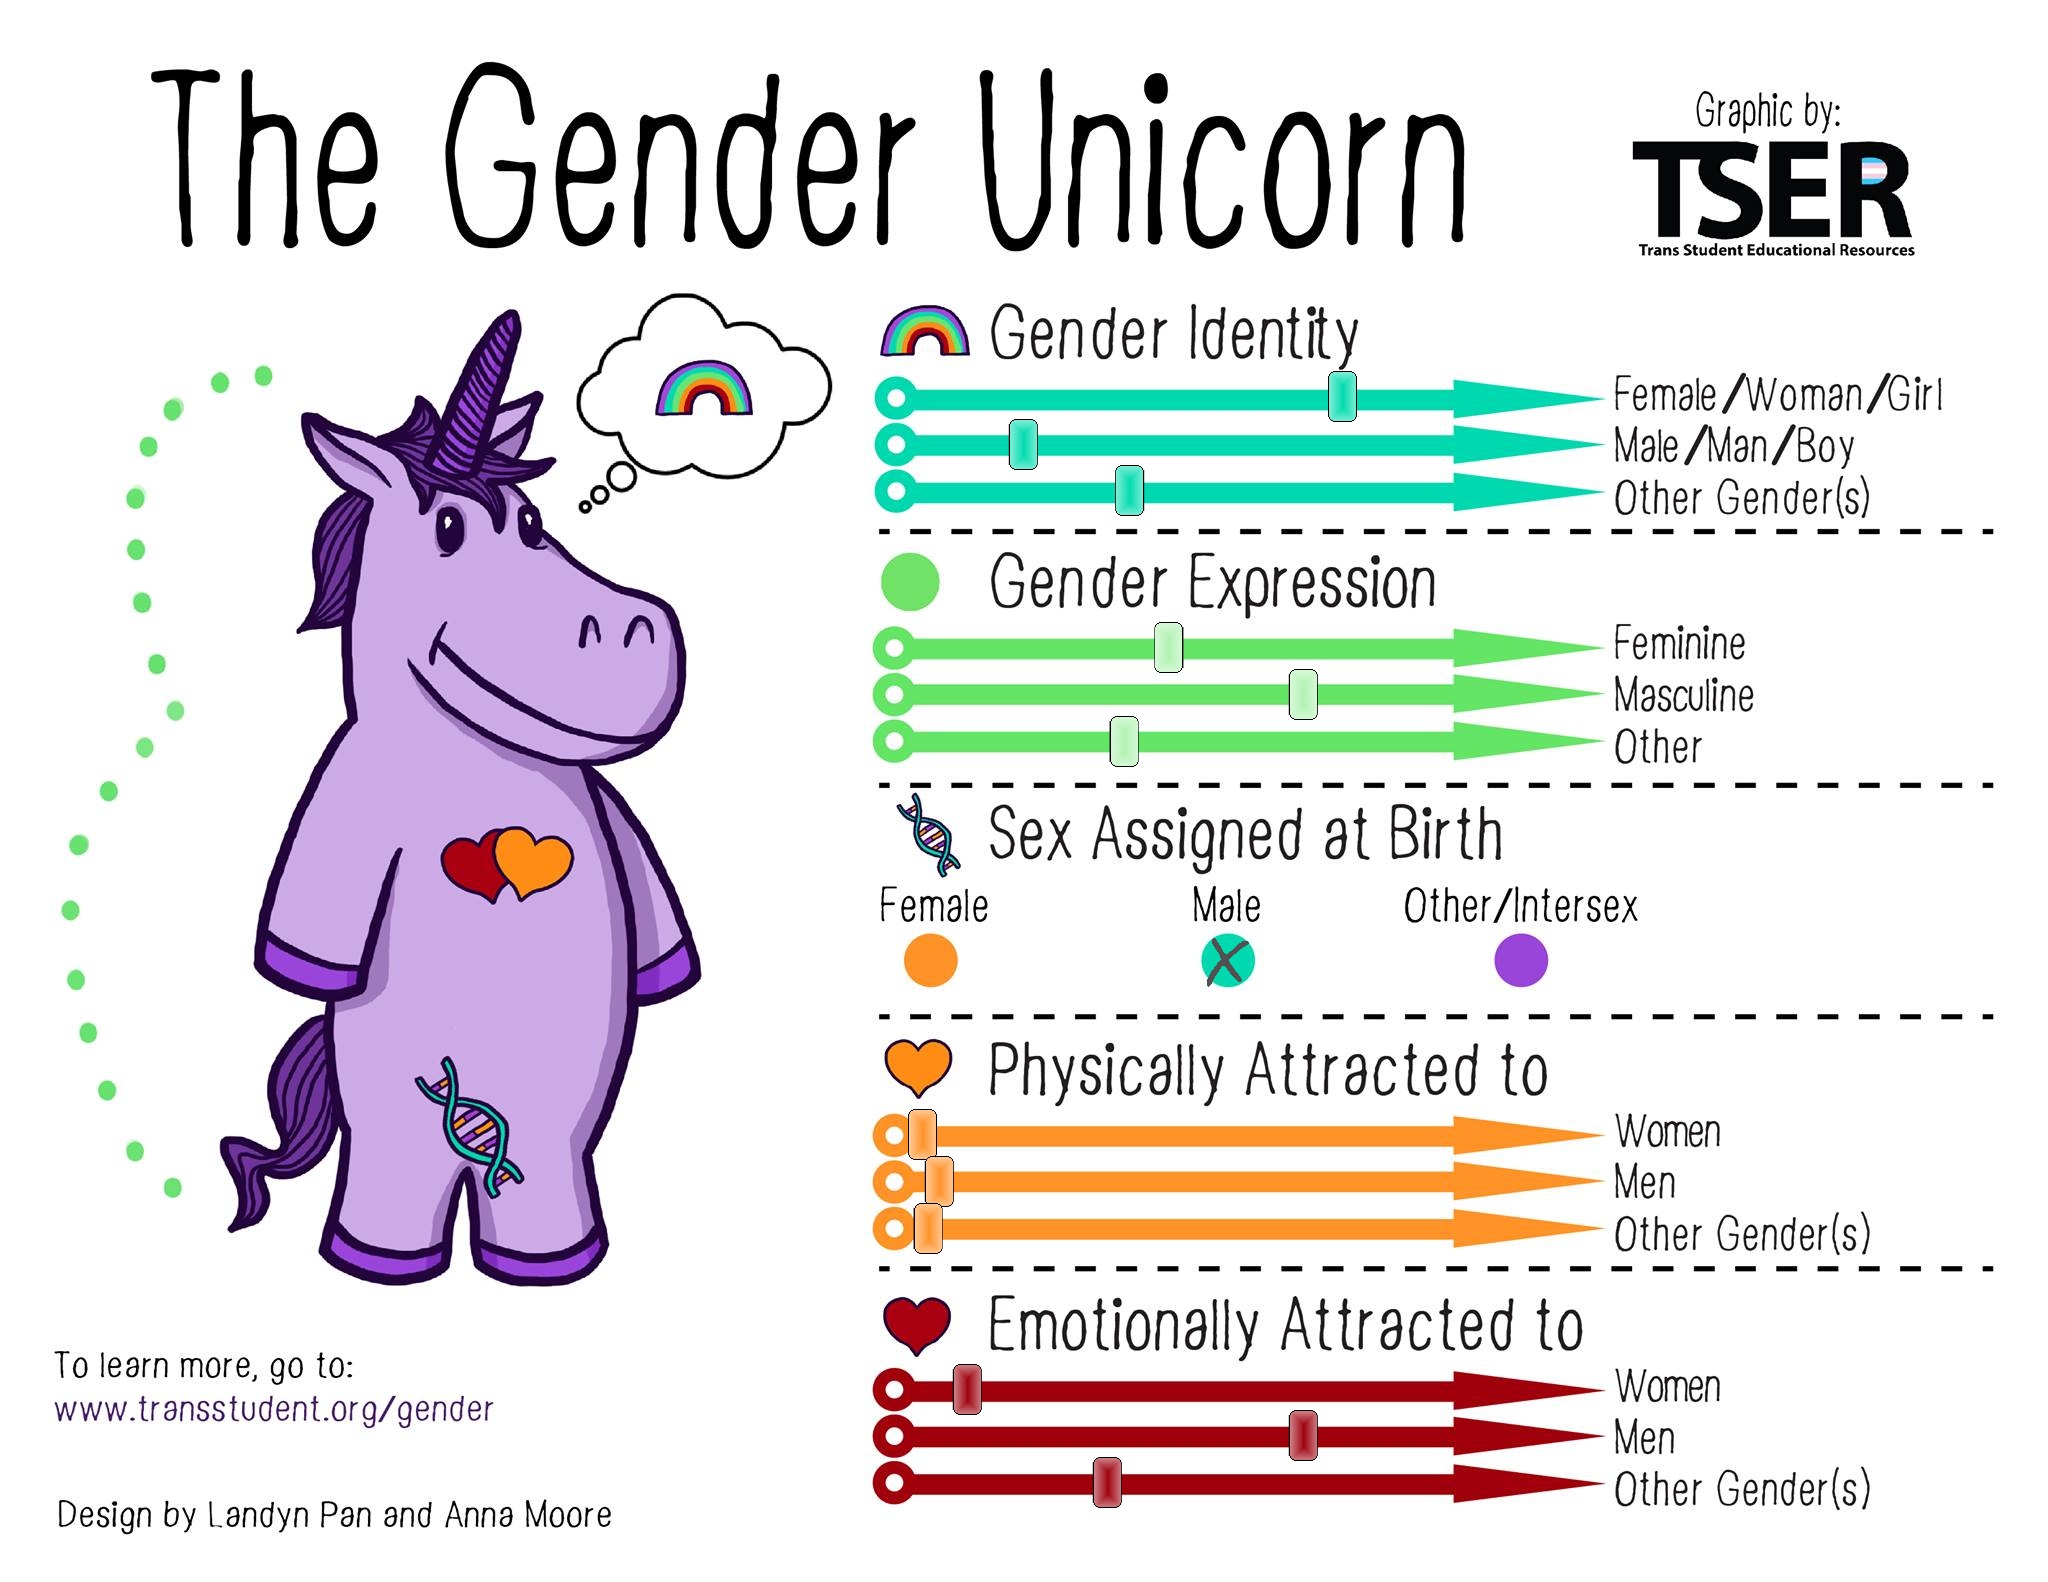 The Gender Unicorn
Graphic by:
TSER
Trans Student Educational Resources
Gender Identity
Female/Woman/Girl
Male/Man/Boy
Other Gender(s)
Gender Expression
Feminine
Masculine
Other
Sex Assigned at Birth
Female Male Other/Intersex
X
Physically Attracted to
Women
Men
Other Gender(s)
Emotionally Attracted to
Women
Men
Other Gender(s)
To learn more, go to:
www.transstudent.org/gender
Design by Landyn Pan and Anna Moore